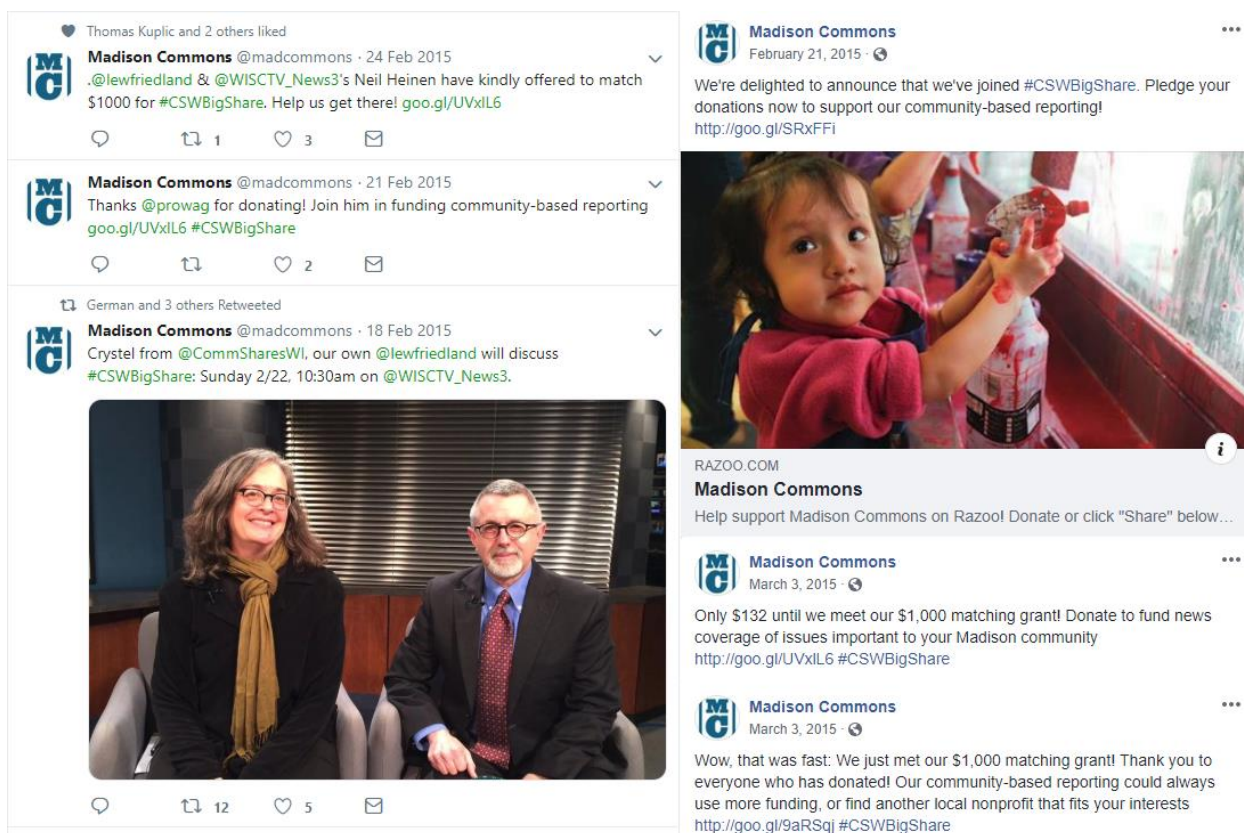 Thomas Kuplic and 2 others liked
Madison Commons @madcommons · 24 Feb 2015
.@lewfriedland & @WISCTV_News3's Neil Heinen have kindly offered to match
$1000 for #CSWBigShare. Help us get there! goo.gl/UVxlL6
1 3
Madison Commons @madcommons · 21 Feb 2015
Thanks @prowag for donating! Join him in funding community-based reporting
goo.gl/UVxlL6 #CSWBigShare
2
German and 3 others Retweeted
Madison Commons @madcommons · 18 Feb 2015
Crystel from @CommSharesWI, our own @lewfriedland will discuss
#CSWBigShare: Sunday 2/22, 10:30am on @WISCTV_News3.
12 5
MC
Madison Commons
February 21, 2015 ·
We're delighted to announce that we've joined #CSWBigShare. Pledge your
donations now to support our community-based reporting!
http://goo.gl/SRxFFi
RAZOO.COM
Madison Commons
Help support Madison Commons on Razoo! Donate or click "Share" below…
Madison Commons
March 3, 2015 ·
Only $132 until we meet our $1,000 matching grant! Donate to fund news
coverage of issues important to your Madison community
http://goo.gl/UVxlL6 #CSWBigShare
Madison Commons
March 3, 2015 ·
Wow, that was fast: We just met our $1,000 matching grant! Thank you to
everyone who has donated! Our community-based reporting could always
use more funding, or find another local nonprofit that fits your interests
http://goo.gl/9aRSqj #CSWBigShare